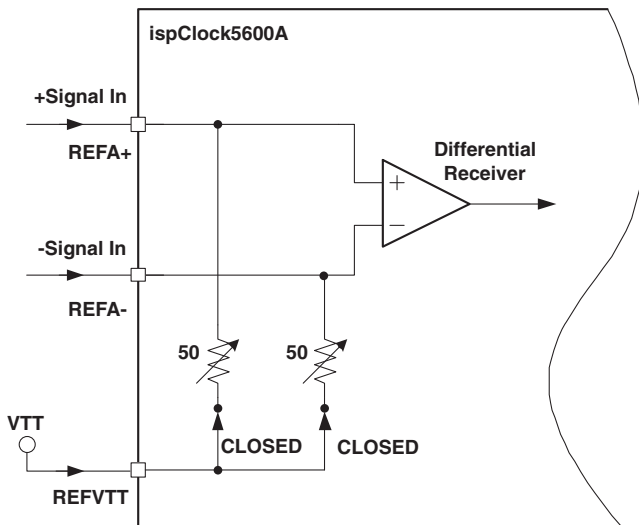 ispClock5600A
+Signal In
REFA+
Differential
Receiver
+
−
-Signal In
REFA-
50
50
VTT
CLOSED
CLOSED
REFVTT